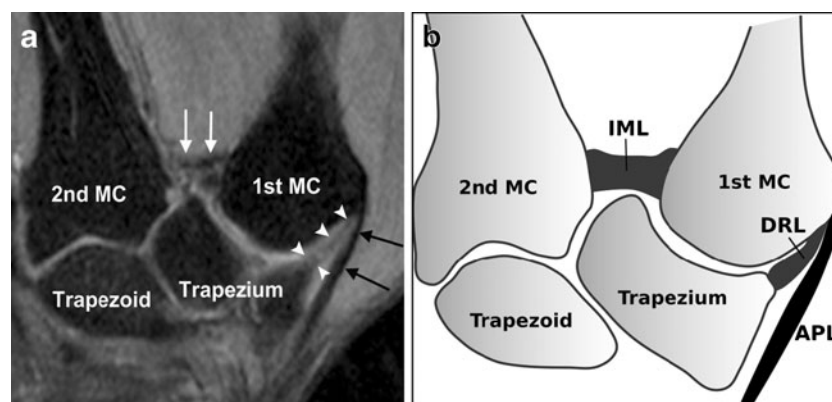 a
2nd MC
1st MC
Trapezoid
Trapezium
b
IML
2nd MC
1st MC
DRL
Trapezium
Trapezoid
APL